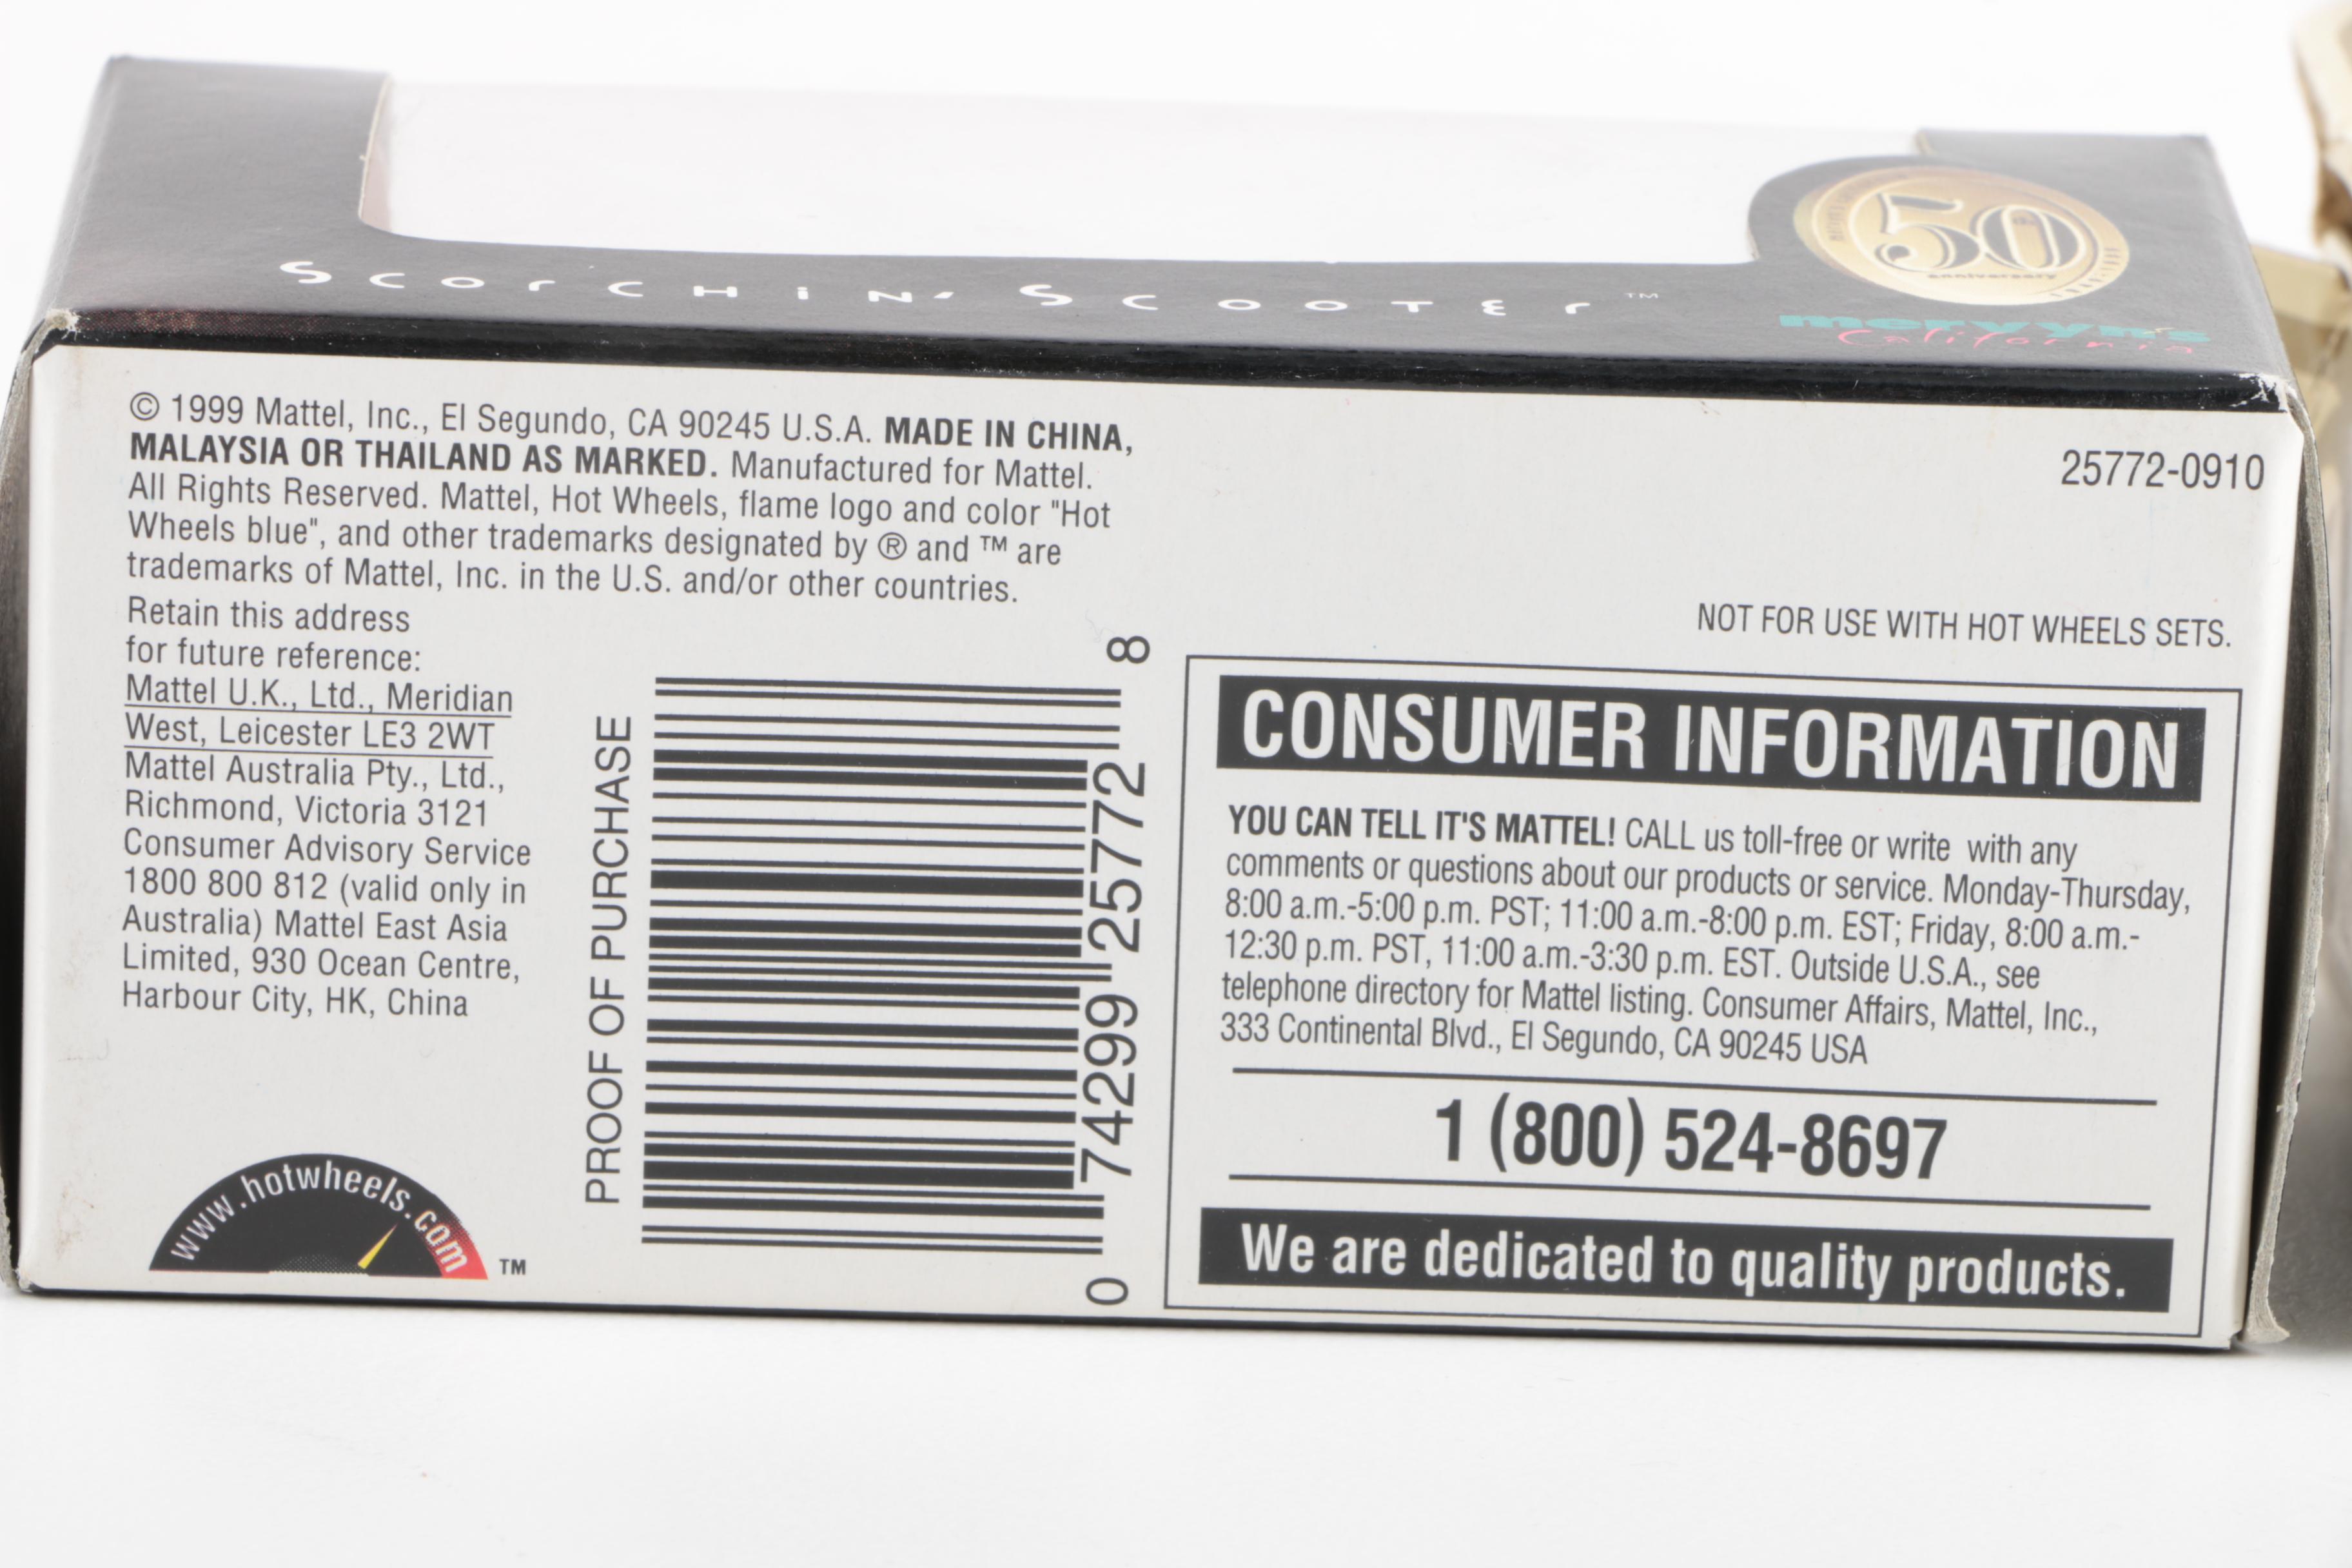 SCOrCHiN' SCOOTEr™
50
anniversary
mervyn's
California
© 1999 Mattel, Inc., El Segundo, CA 90245 U.S.A. MADE IN CHINA,
MALAYSIA OR THAILAND AS MARKED. Manufactured for Mattel.
All Rights Reserved. Mattel, Hot Wheels, flame logo and color "Hot
Wheels blue", and other trademarks designated by ® and ™ are
trademarks of Mattel, Inc. in the U.S. and/or other countries.
Retain this address
for future reference:
Mattel U.K., Ltd., Meridian
West, Leicester LE3 2WT
Mattel Australia Pty., Ltd.,
Richmond, Victoria 3121
Consumer Advisory Service
1800 800 812 (valid only in
Australia) Mattel East Asia
Limited, 930 Ocean Centre,
Harbour City, HK, China
www.hotwheels.com ™
PROOF OF PURCHASE
0 74299 25772 8
25772-0910
NOT FOR USE WITH HOT WHEELS SETS.
CONSUMER INFORMATION
YOU CAN TELL IT'S MATTEL! CALL us toll-free or write with any
comments or questions about our products or service. Monday-Thursday,
8:00 a.m.-5:00 p.m. PST; 11:00 a.m.-8:00 p.m. EST; Friday, 8:00 a.m.-
12:30 p.m. PST, 11:00 a.m.-3:30 p.m. EST. Outside U.S.A., see
telephone directory for Mattel listing. Consumer Affairs, Mattel, Inc.,
333 Continental Blvd., El Segundo, CA 90245 USA
1 (800) 524-8697
We are dedicated to quality products.